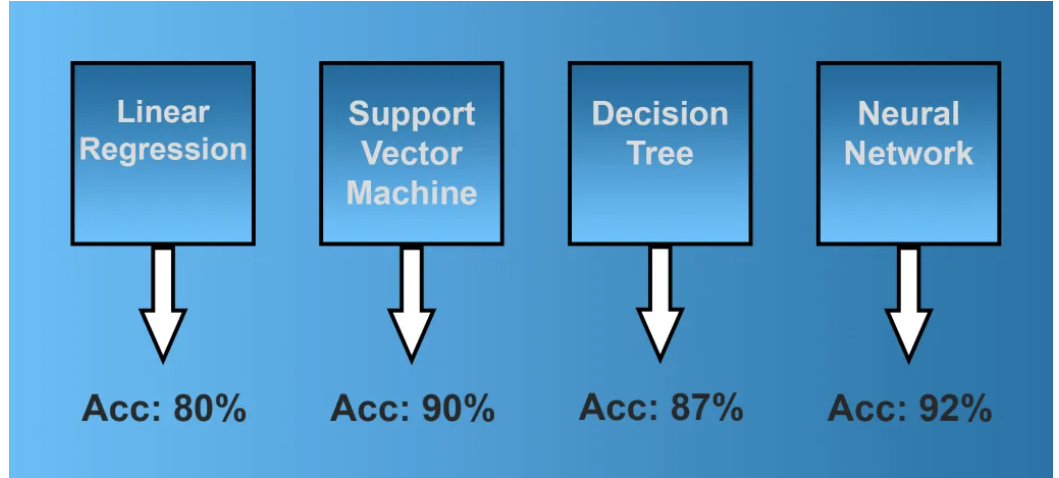 Linear
Regression
Support
Vector
Machine
Decision
Tree
Neural
Network
Acc: 80%
Acc: 90%
Acc: 87%
Acc: 92%